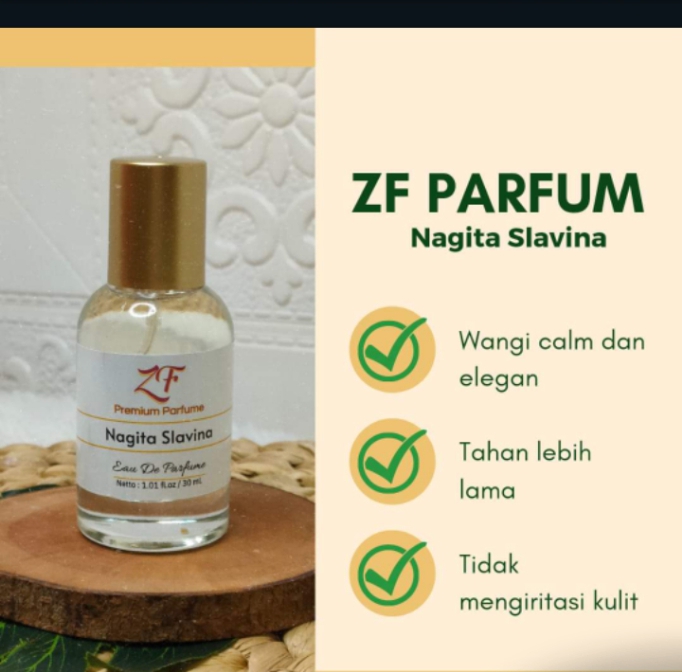 ZF
Premium Parfume
Nagita Slavina
Eau De Parfume
Netto : 1.01 fl.oz / 30 ml
ZF PARFUM
Nagita Slavina
Wangi calm dan
elegan
Tahan lebih
lama
Tidak
mengiritasi kulit